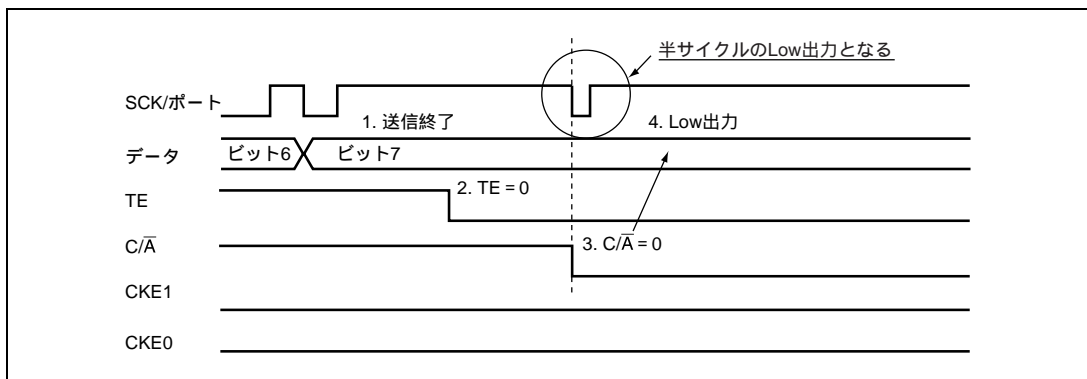 半サイクルのLow出力となる
SCK/ポート
1. 送信終了
4. Low出力
データ
ビット6
ビット7
TE
2. TE = 0
C/A̅
3. C/A̅ = 0
CKE1
CKE0